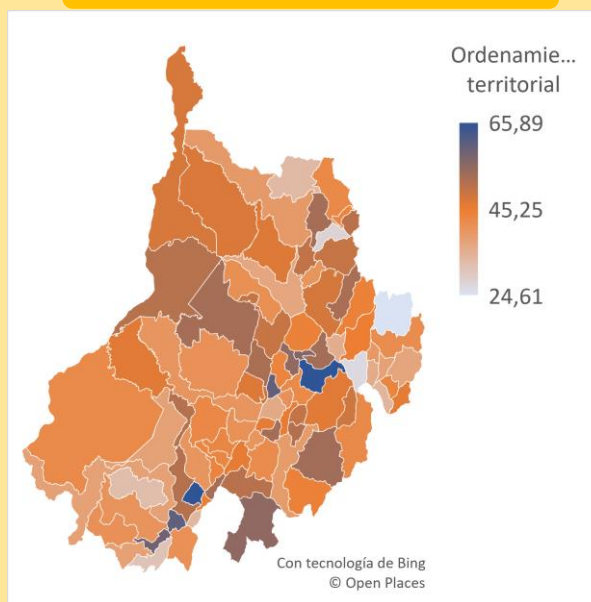 Ordenamie...
territorial
65,89
45,25
24,61
Con tecnología de Bing
© Open Places